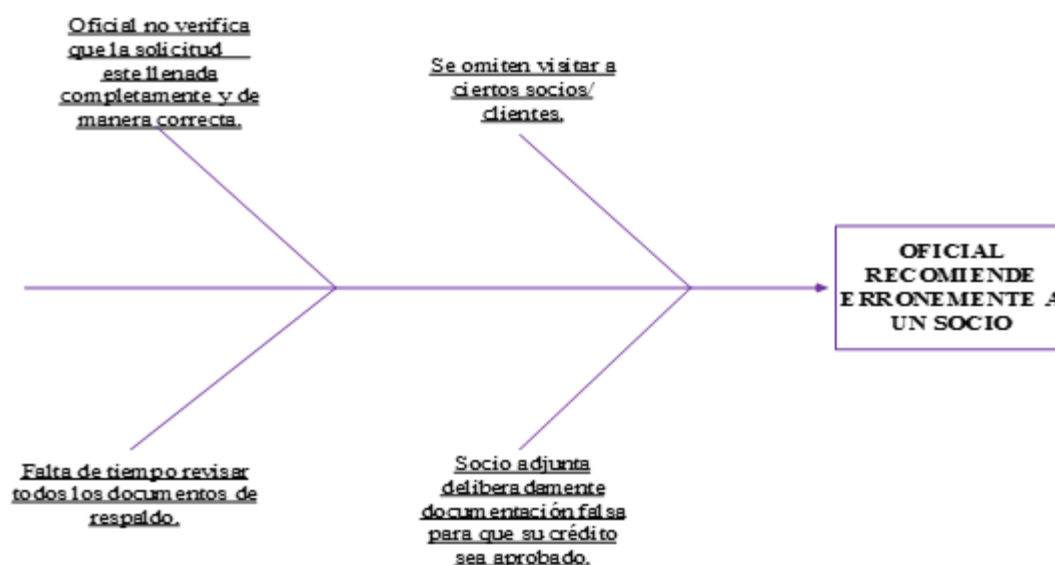 Oficial no verifica
que la solicitud
este llenada
completamente y de
manera correcta.
Se omiten visitar a
ciertos socios/
clientes.
OFICIAL
RECOMIENDE
ERRONEMENTE A
UN SOCIO
Falta de tiempo revisar
todos los documentos de
respaldo.
Socio adjunta
deliberadamente
documentación falsa
para que su crédito
sea aprobado.